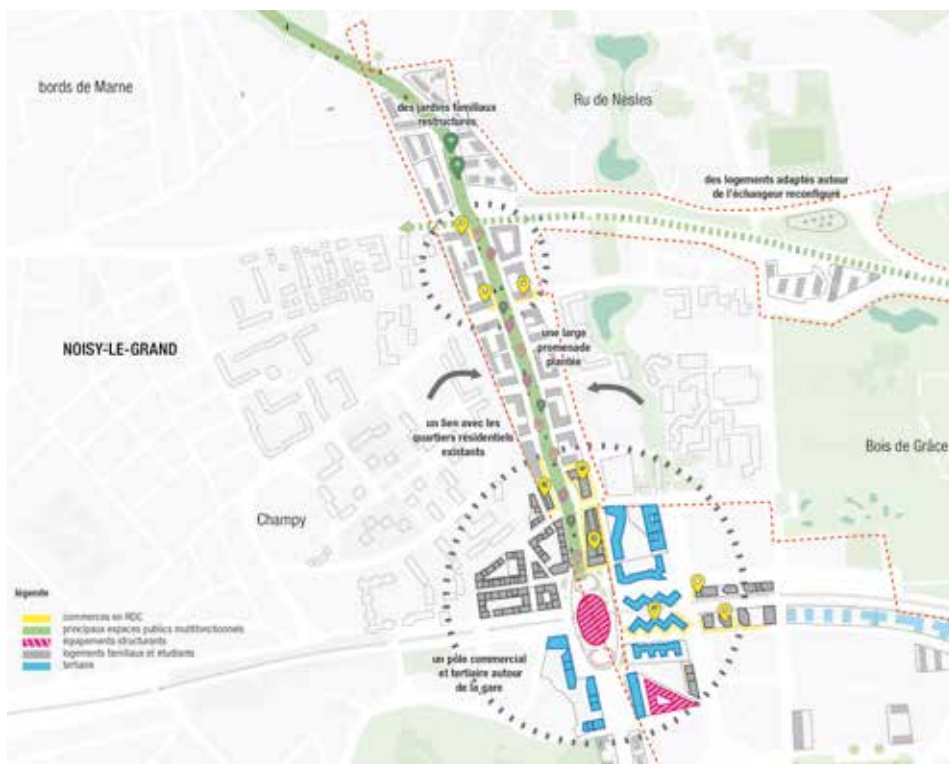 bords de Marne
Ru de Nesles
des jardins familiaux
restructurés
des logements adaptés autour
de l'échangeur reconfiguré
NOISY-LE-GRAND
une large
promenade
plantée
un lien avec les
quartiers résidentiels
existants
Bois de Grâce
Champy
légende
commerces en RDC
principaux espaces publics multifonctionnels
équipements structurants
logements familiaux et étudiants
tertiaire
un pôle commercial
et tertiaire autour
de la gare